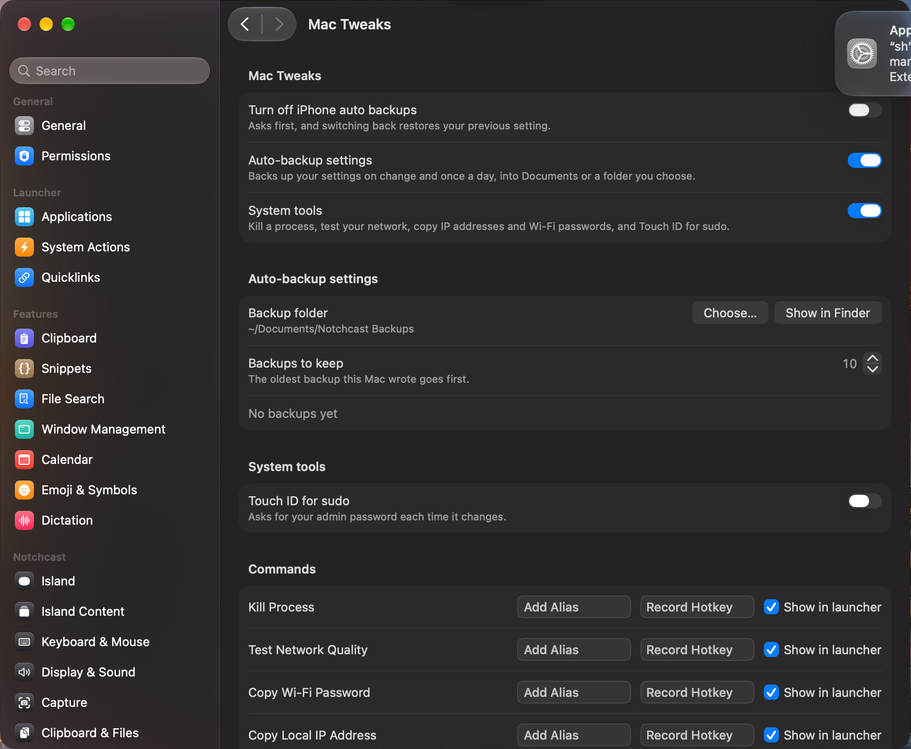 Mac Tweaks
App
"sh"
mar
Exte
Search
General
General
Permissions
Launcher
Applications
System Actions
Quicklinks
Features
Clipboard
Snippets
File Search
Window Management
Calendar
Emoji & Symbols
Dictation
Notchcast
Island
Island Content
Keyboard & Mouse
Display & Sound
Capture
Clipboard & Files
Mac Tweaks
Turn off iPhone auto backups
Asks first, and switching back restores your previous setting.
Auto-backup settings
Backs up your settings on change and once a day, into Documents or a folder you choose.
System tools
Kill a process, test your network, copy IP addresses and Wi-Fi passwords, and Touch ID for sudo.
Auto-backup settings
Backup folder
~/Documents/Notchcast Backups
Choose... Show in Finder
Backups to keep
The oldest backup this Mac wrote goes first.
10
No backups yet
System tools
Touch ID for sudo
Asks for your admin password each time it changes.
Commands
Kill Process Add Alias Record Hotkey Show in launcher
Test Network Quality Add Alias Record Hotkey Show in launcher
Copy Wi-Fi Password Add Alias Record Hotkey Show in launcher
Copy Local IP Address Add Alias Record Hotkey Show in launcher